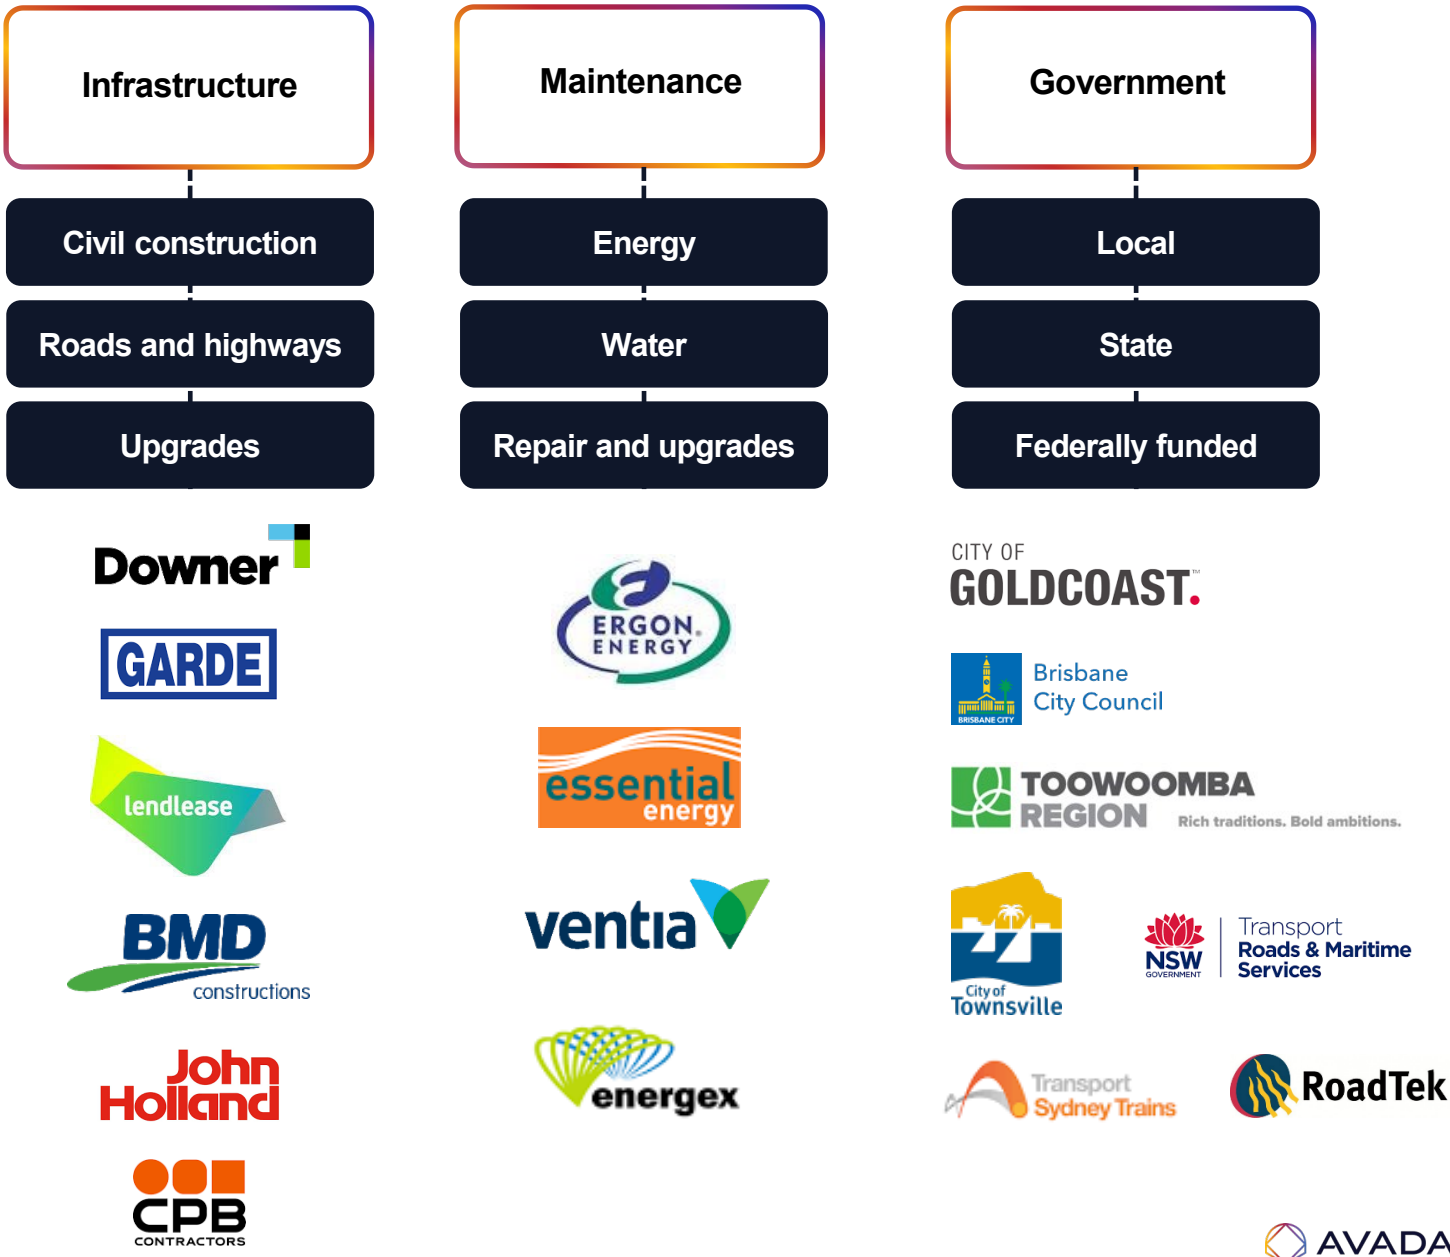 Infrastructure
Civil construction
Roads and highways
Upgrades
Downer
GARDE
lendlease
BMD
constructions
John
Holland
CPB
CONTRACTORS
Maintenance
Energy
Water
Repair and upgrades
ERGON®
ENERGY
essential
energy
ventia
energex
Government
Local
State
Federally funded
CITY OF
GOLDCOAST.™
BRISBANE CITY
Brisbane
City Council
TOOWOOMBA
REGION
Rich traditions. Bold ambitions.
City of
Townsville
NSW
GOVERNMENT
Transport
Roads & Maritime
Services
Transport
Sydney Trains
RoadTek
AVADA